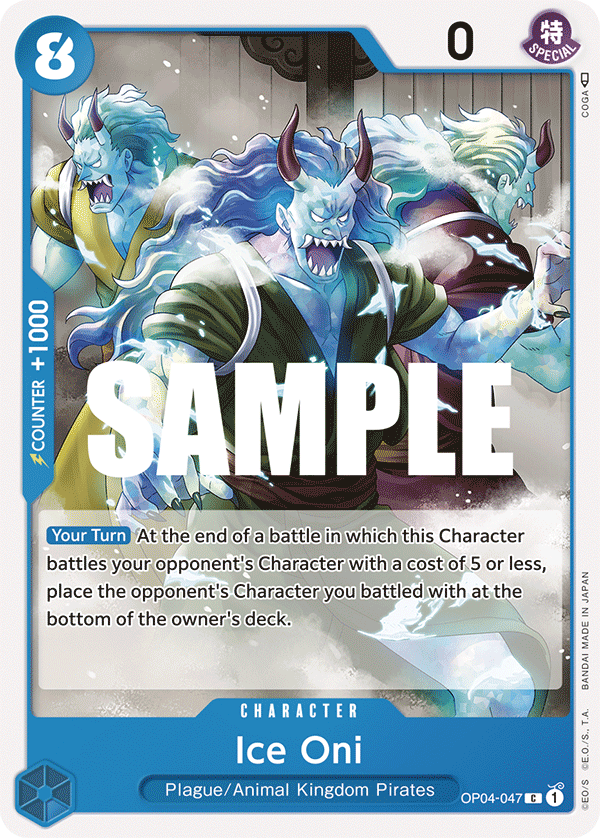 8
0
特
SPECIAL
COGA
COUNTER +1000
SAMPLE
Your Turn At the end of a battle in which this Character
battles your opponent's Character with a cost of 5 or less,
place the opponent's Character you battled with at the
bottom of the owner's deck.
CHARACTER
Ice Oni
Plague/Animal Kingdom Pirates
OP04-047 C 1
©E.O./S ©E.O./S., T.A. BANDAI MADE IN JAPAN